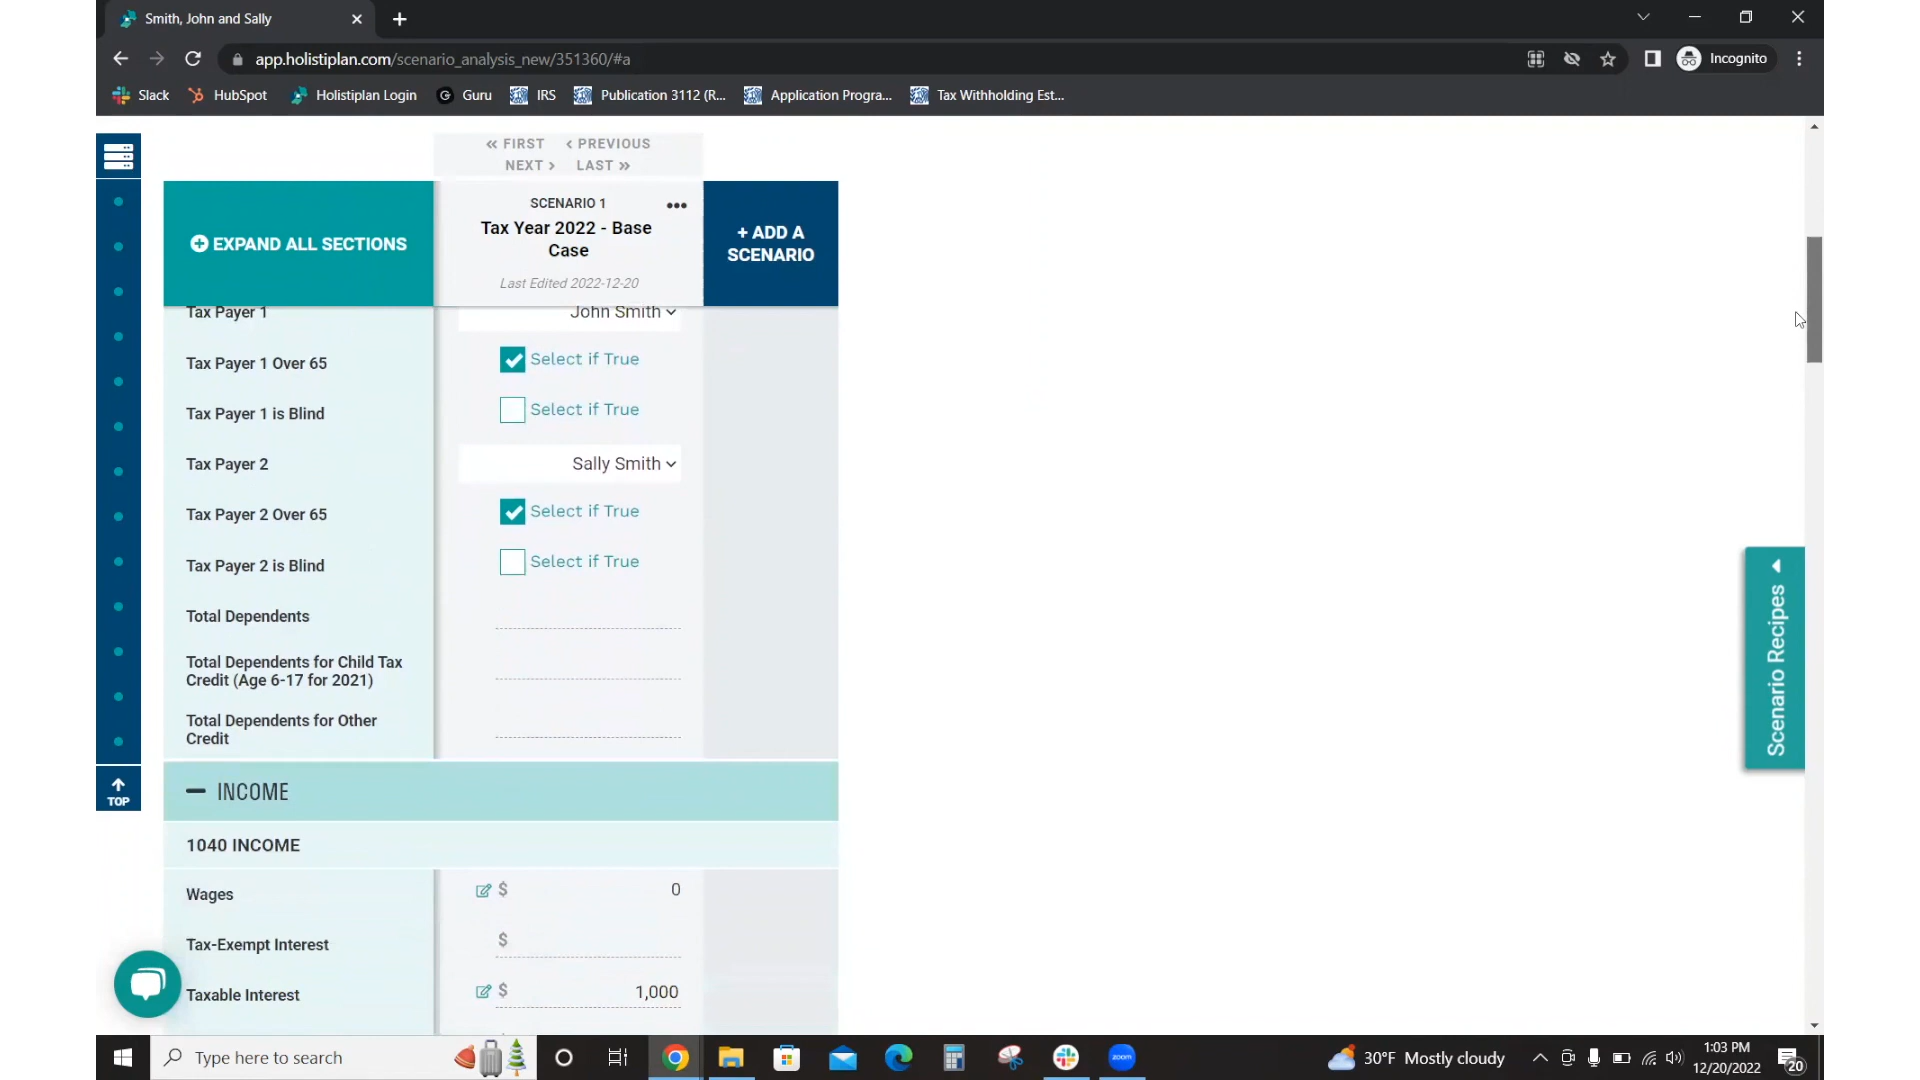 Smith, John and Sally
app.holistiplan.com/scenario_analysis_new/351360/#a
Incognito
Slack
HubSpot
Holistiplan Login
Guru
IRS
Publication 3112 (R...
Application Progra...
Tax Withholding Est...
« FIRST ‹ PREVIOUS
NEXT › LAST »
EXPAND ALL SECTIONS
SCENARIO 1
Tax Year 2022 - Base
Case
Last Edited 2022-12-20
+ ADD A
SCENARIO
Tax Payer 1
John Smith
Tax Payer 1 Over 65
Select if True
Tax Payer 1 is Blind
Select if True
Tax Payer 2
Sally Smith
Tax Payer 2 Over 65
Select if True
Tax Payer 2 is Blind
Select if True
Total Dependents
Total Dependents for Child Tax
Credit (Age 6-17 for 2021)
Total Dependents for Other
Credit
Scenario Recipes
TOP
INCOME
1040 INCOME
Wages
$ 0
Tax-Exempt Interest
$
Taxable Interest
$ 1,000
Type here to search
zoom
30°F Mostly cloudy
1:03 PM
12/20/2022
20